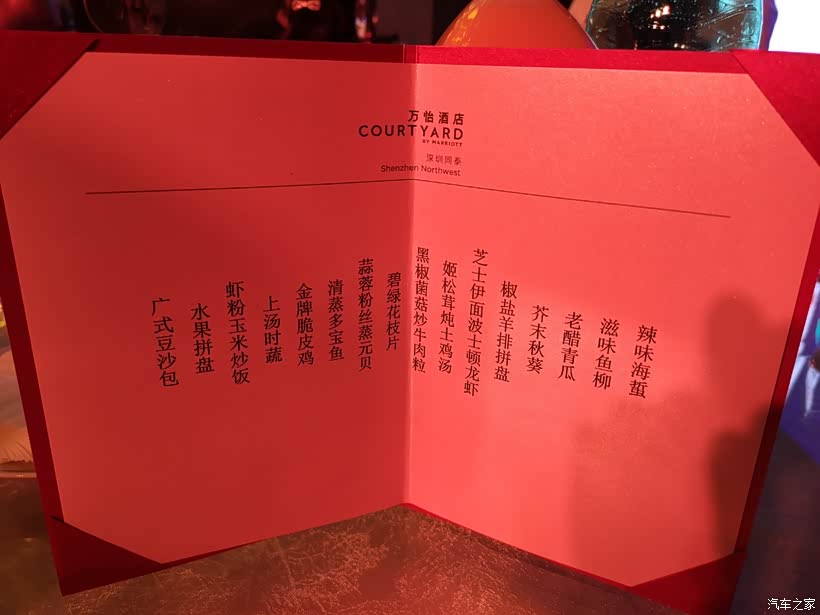 万怡酒店
COURTYARD
BY MARRIOTT
深圳同泰
Shenzhen Northwest
辣味海蜇
滋味鱼柳
老醋青瓜
芥末秋葵
椒盐羊排拼盘
芝士伊面波士顿龙虾
姬松茸炖土鸡汤
黑椒菌菇炒牛肉粒
碧绿花枝片
蒜蓉粉丝蒸元贝
清蒸多宝鱼
金牌脆皮鸡
上汤时蔬
虾粉玉米炒饭
水果拼盘
广式豆沙包
汽车之家